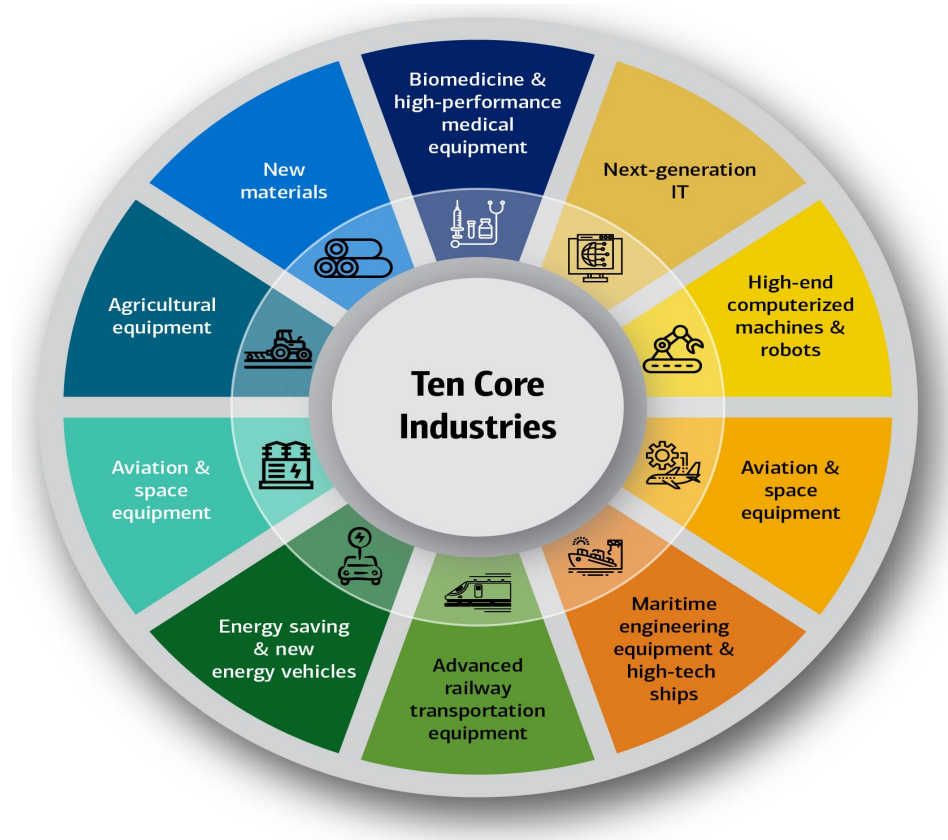 Ten Core
Industries
Biomedicine &
high-performance
medical
equipment
Next-generation
IT
High-end
computerized
machines &
robots
Aviation &
space
equipment
Maritime
engineering
equipment &
high-tech
ships
Advanced
railway
transportation
equipment
Energy saving
& new
energy vehicles
Aviation &
space
equipment
Agricultural
equipment
New
materials